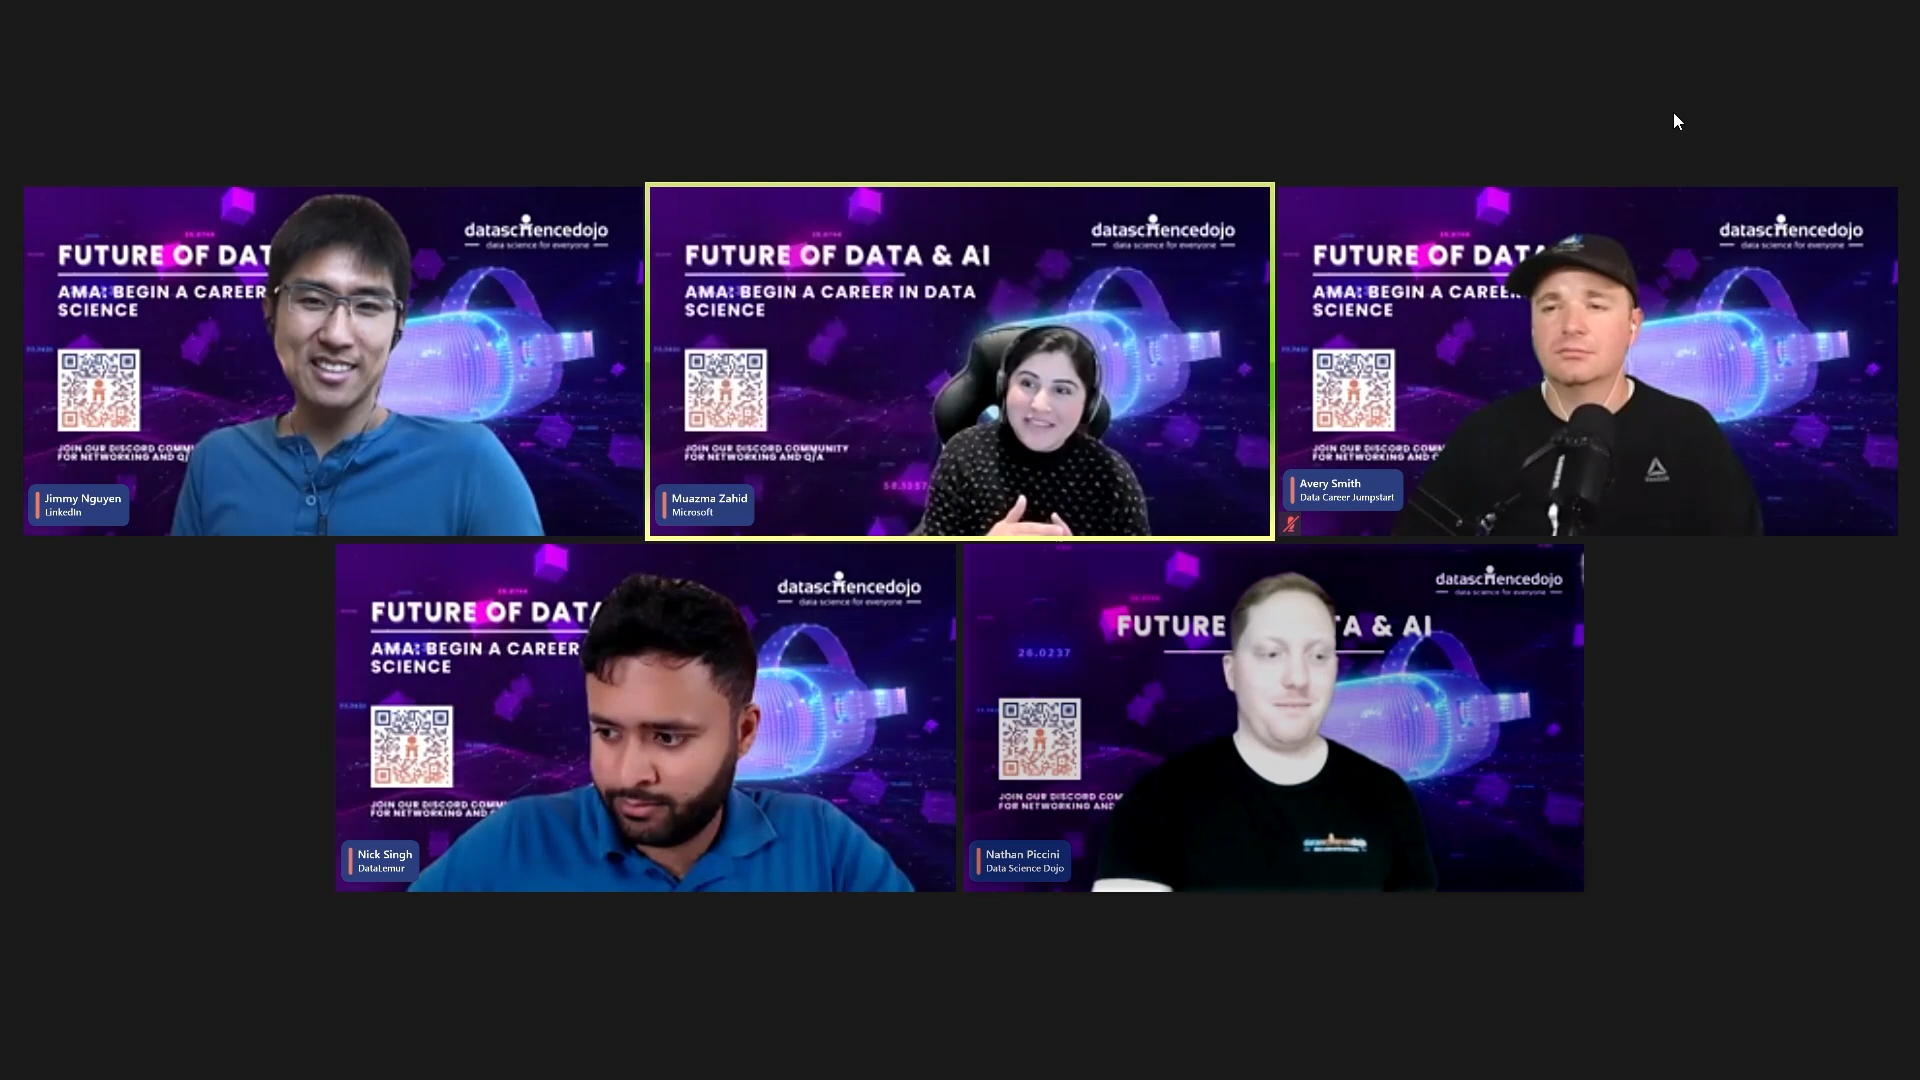 FUTURE OF DAT
AMA: BEGIN A CAREER
SCIENCE
datasciencedojo
data science for everyone
JOIN OUR DISCORD COMMU
FOR NETWORKING AND Q/
Jimmy Nguyen
LinkedIn
FUTURE OF DATA & AI
AMA: BEGIN A CAREER IN DATA
SCIENCE
datasciencedojo
data science for everyone
JOIN OUR DISCORD COMMUNITY
FOR NETWORKING AND Q/A
Muazma Zahid
Microsoft
FUTURE OF DATA
AMA: BEGIN A CAREER
SCIENCE
datasciencedojo
data science for everyone
JOIN OUR DISCORD COMM
FOR NETWORKING AND
Avery Smith
Data Career Jumpstart
FUTURE OF DATA
AMA: BEGIN A CAREER
SCIENCE
datasciencedojo
data science for everyone
JOIN OUR DISCORD COMM
FOR NETWORKING AND
Nick Singh
DataLemur
FUTURE TA & AI
26.0237
datasciencedojo
data science for everyone
JOIN OUR DISCORD COM
FOR NETWORKING AND
Nathan Piccini
Data Science Dojo